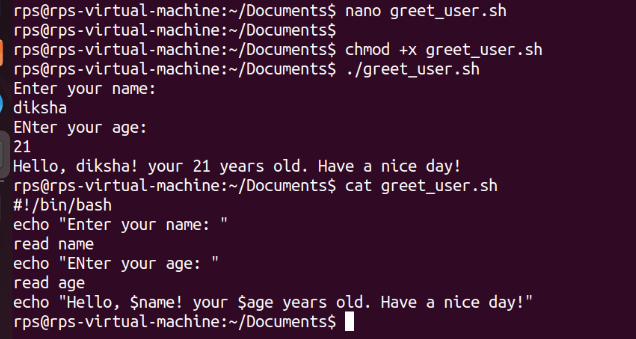 rps@rps-virtual-machine:~/Documents$ nano greet_user.sh
rps@rps-virtual-machine:~/Documents$
rps@rps-virtual-machine:~/Documents$ chmod +x greet_user.sh
rps@rps-virtual-machine:~/Documents$ ./greet_user.sh
Enter your name:
diksha
ENter your age:
21
Hello, diksha! your 21 years old. Have a nice day!
rps@rps-virtual-machine:~/Documents$ cat greet_user.sh
#!/bin/bash
echo "Enter your name: "
read name
echo "ENter your age: "
read age
echo "Hello, $name! your $age years old. Have a nice day!"
rps@rps-virtual-machine:~/Documents$